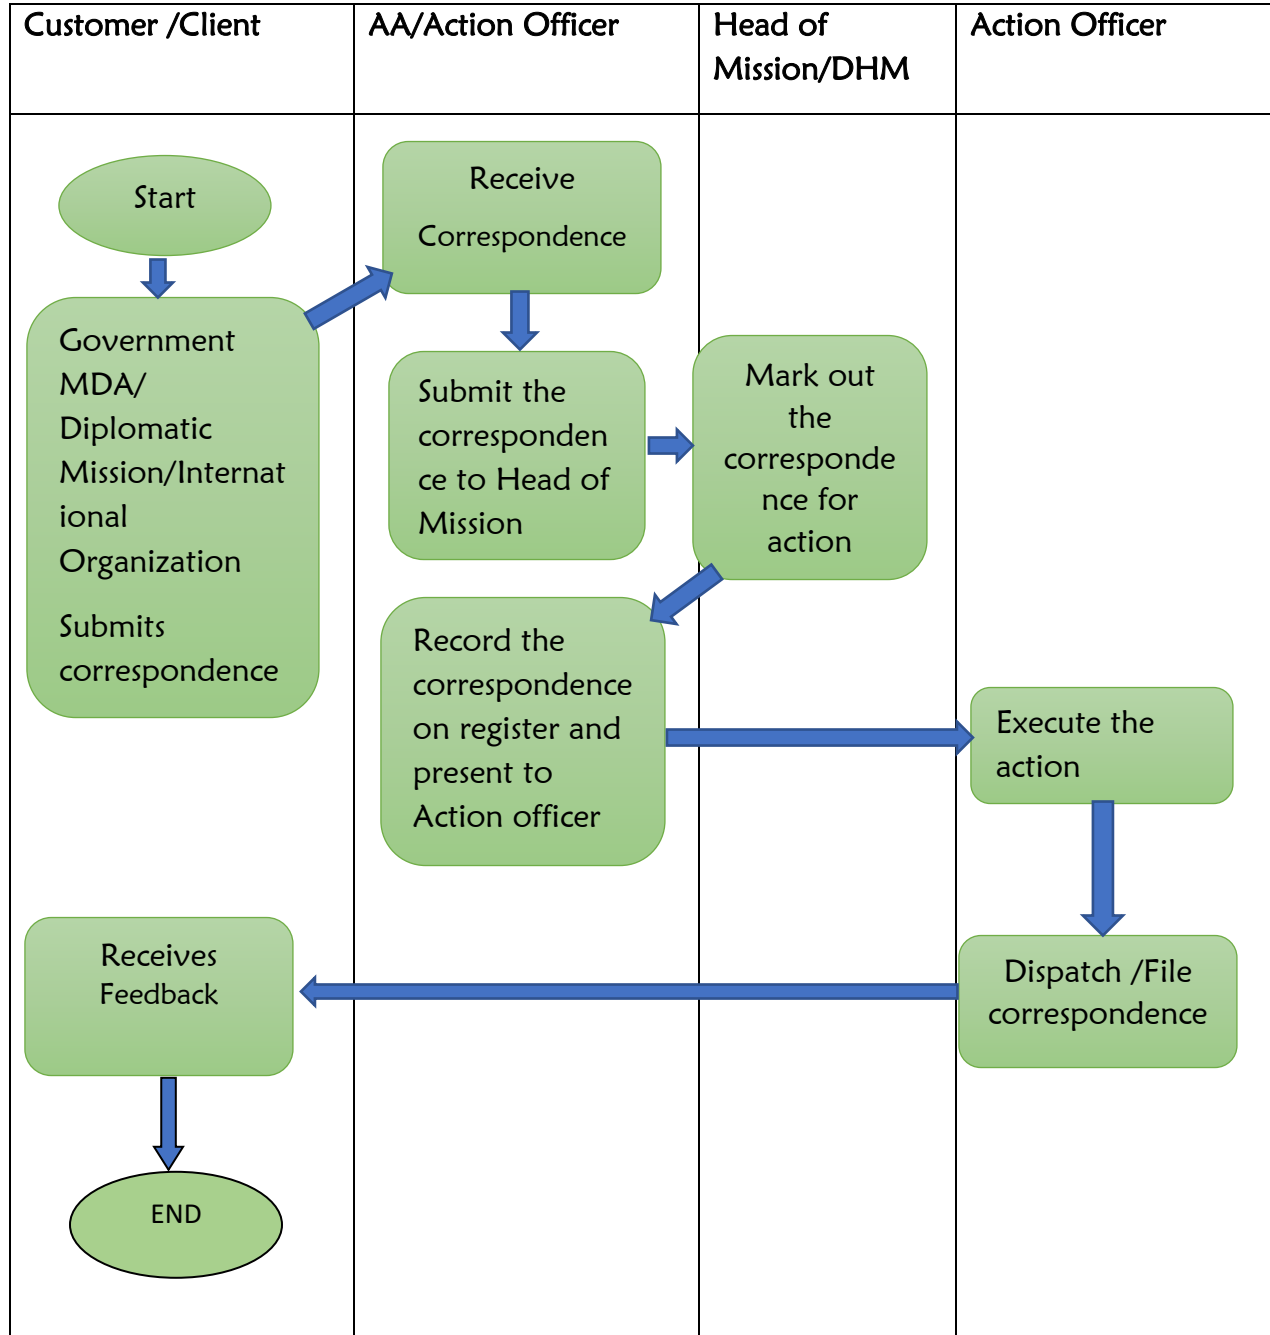 Customer /Client
AA/Action Officer
Head of
Mission/DHM
Action Officer
Start
Government
MDA/
Diplomatic
Mission/Internat
ional
Organization
Submits
correspondence
Receive
Correspondence
Submit the
corresponden
ce to Head of
Mission
Mark out
the
corresponde
nce for
action
Record the
correspondence
on register and
present to
Action officer
Execute the
action
Dispatch /File
correspondence
Receives
Feedback
END